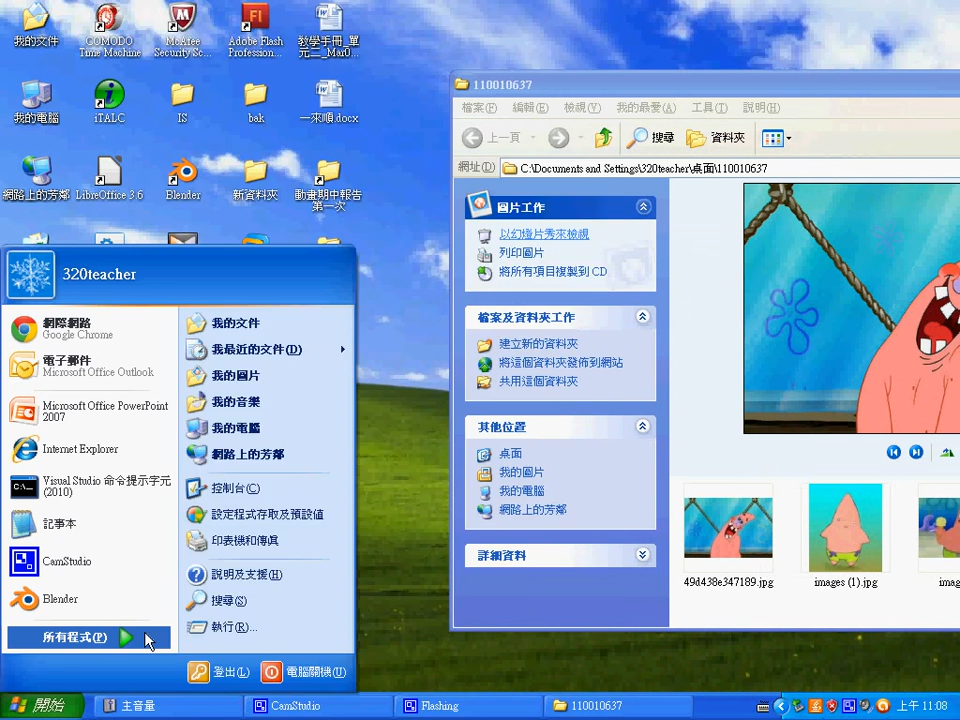 我的文件
COMODO
Time Machine
McAfee
Security Sc...
Adobe Flash
Profession...
教學手冊_單
元二_Mar0...
我的電腦
iTALC
IS
bak
一來順.docx
網路上的芳鄰
LibreOffice 3.6
Blender
新資料夾
動畫期中報告
第一次
110010637
檔案(F)
編輯(E)
檢視(V)
我的最愛(A)
工具(T)
說明(H)
上一頁
搜尋
資料夾
網址(D)
C:\Documents and Settings\320teacher\桌面\110010637
圖片工作
以幻燈片秀來檢視
列印圖片
將所有項目複製到 CD
檔案及資料夾工作
建立新的資料夾
將這個資料夾發佈到網站
共用這個資料夾
其他位置
桌面
我的圖片
我的電腦
網路上的芳鄰
詳細資料
49d438e347189.jpg
images (1).jpg
imag
320teacher
網際網路
Google Chrome
電子郵件
Microsoft Office Outlook
Microsoft Office PowerPoint
2007
Internet Explorer
Visual Studio 命令提示字元
(2010)
記事本
CamStudio
Blender
所有程式(P)
我的文件
我最近的文件(D)
我的圖片
我的音樂
我的電腦
網路上的芳鄰
控制台(C)
設定程式存取及預設值
印表機和傳真
說明及支援(H)
搜尋(S)
執行(R)...
登出(L)
電腦關機(U)
開始
主音量
CamStudio
Flashing
110010637
上午 11:08